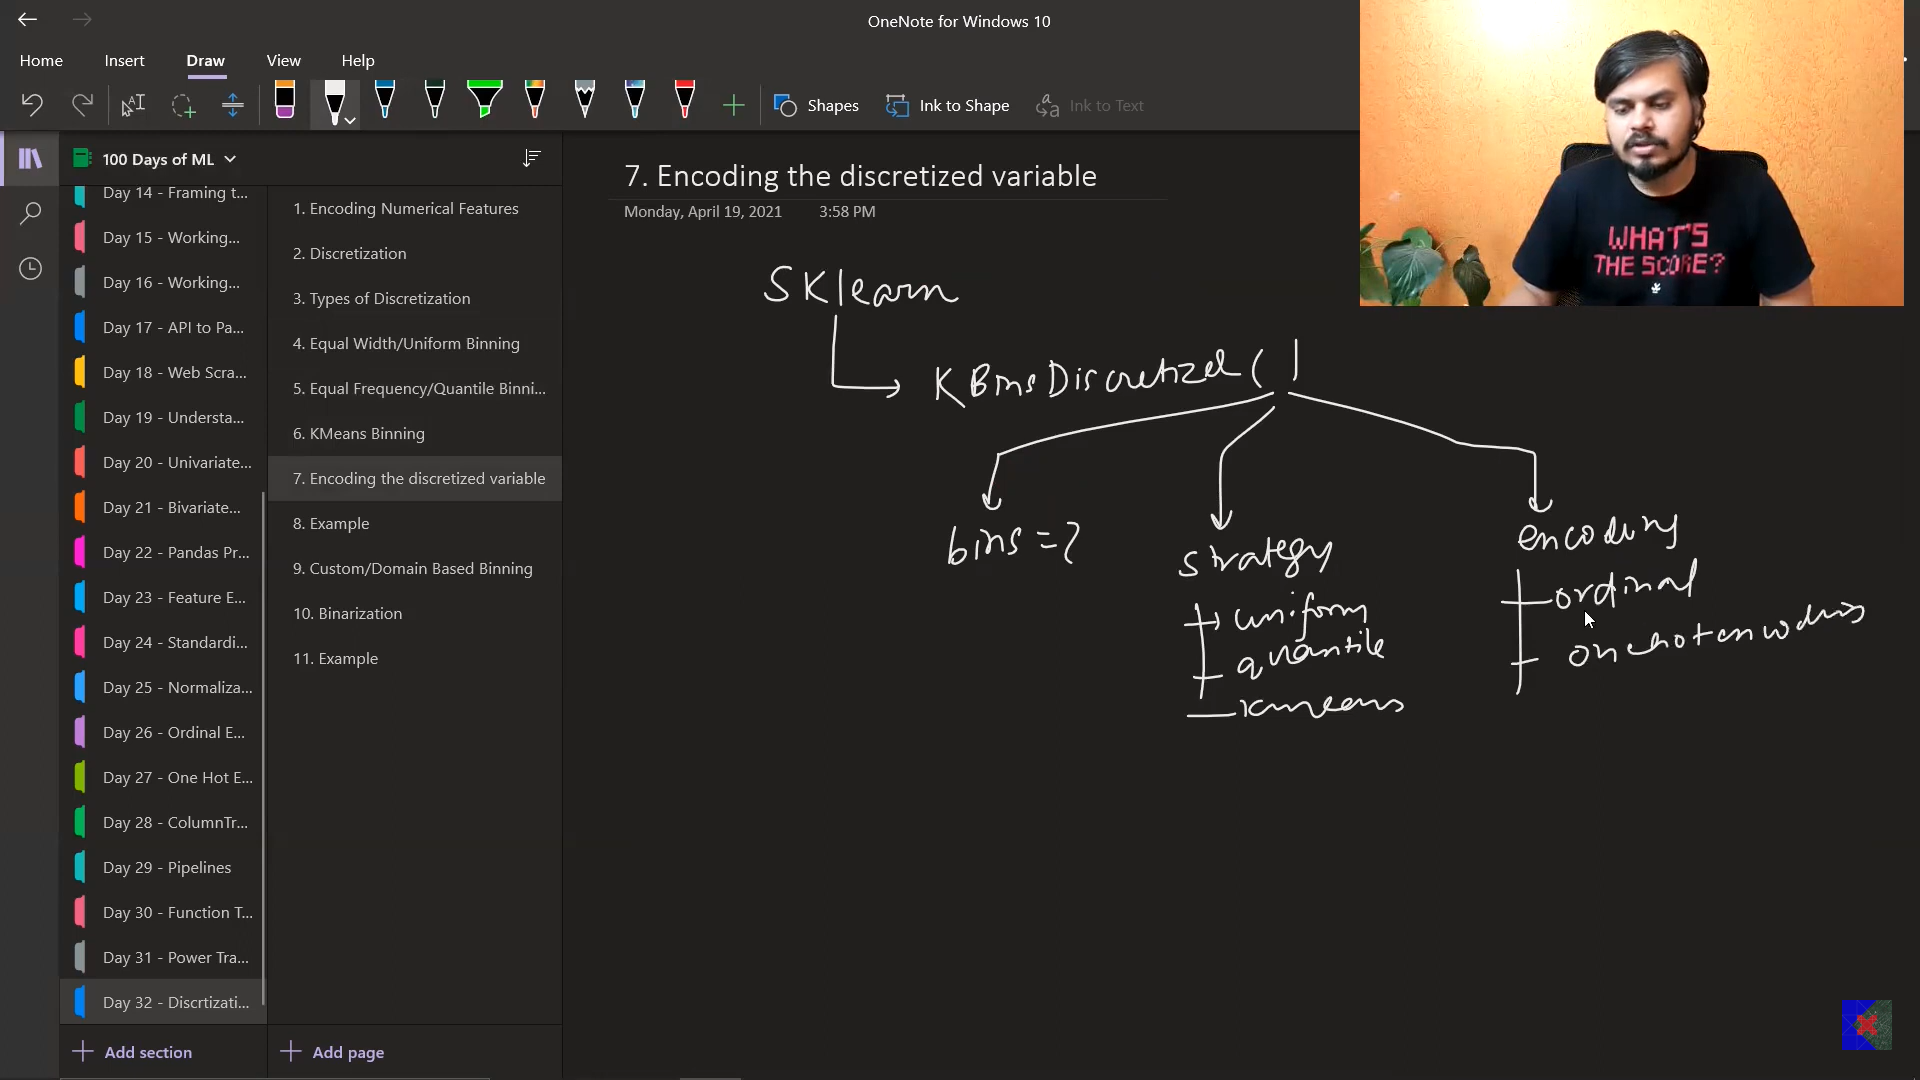 OneNote for Windows 10
Home Insert Draw View Help
Shapes Ink to Shape Ink to Text
100 Days of ML
Day 14 - Framing t...
Day 15 - Working...
Day 16 - Working...
Day 17 - API to Pa...
Day 18 - Web Scra...
Day 19 - Understa...
Day 20 - Univariate...
Day 21 - Bivariate...
Day 22 - Pandas Pr...
Day 23 - Feature E...
Day 24 - Standardi...
Day 25 - Normaliza...
Day 26 - Ordinal E...
Day 27 - One Hot E...
Day 28 - ColumnTr...
Day 29 - Pipelines
Day 30 - Function T...
Day 31 - Power Tra...
Day 32 - Discrtizati...
Add section
1. Encoding Numerical Features
2. Discretization
3. Types of Discretization
4. Equal Width/Uniform Binning
5. Equal Frequency/Quantile Binni...
6. KMeans Binning
7. Encoding the discretized variable
8. Example
9. Custom/Domain Based Binning
10. Binarization
11. Example
Add page
7. Encoding the discretized variable
Monday, April 19, 2021 3:58 PM
SKlearn
KBinsDiscretizer()
bins = ?
strategy
uniform
quantile
kmeans
encoding
ordinal
onehotencoding
WHAT'S
THE SCORE?